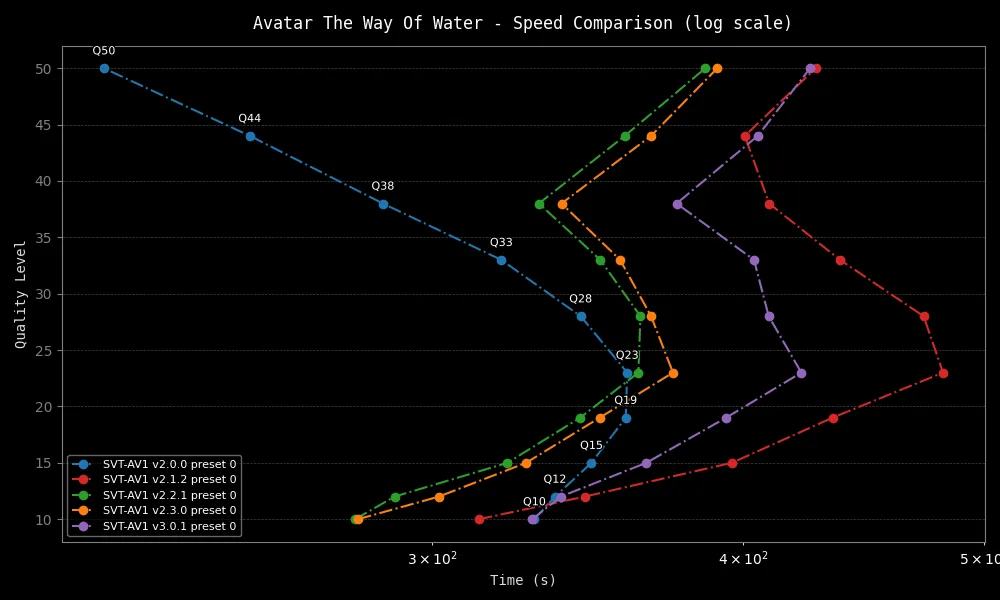 Avatar The Way Of Water - Speed Comparison (log scale)
Quality Level
50
45
40
35
30
25
20
15
10
Q50
Q44
Q38
Q33
Q28
Q23
Q19
Q15
Q12
Q10
SVT-AV1 v2.0.0 preset 0
SVT-AV1 v2.1.2 preset 0
SVT-AV1 v2.2.1 preset 0
SVT-AV1 v2.3.0 preset 0
SVT-AV1 v3.0.1 preset 0
3 × 10²
4 × 10²
5 × 10
Time (s)